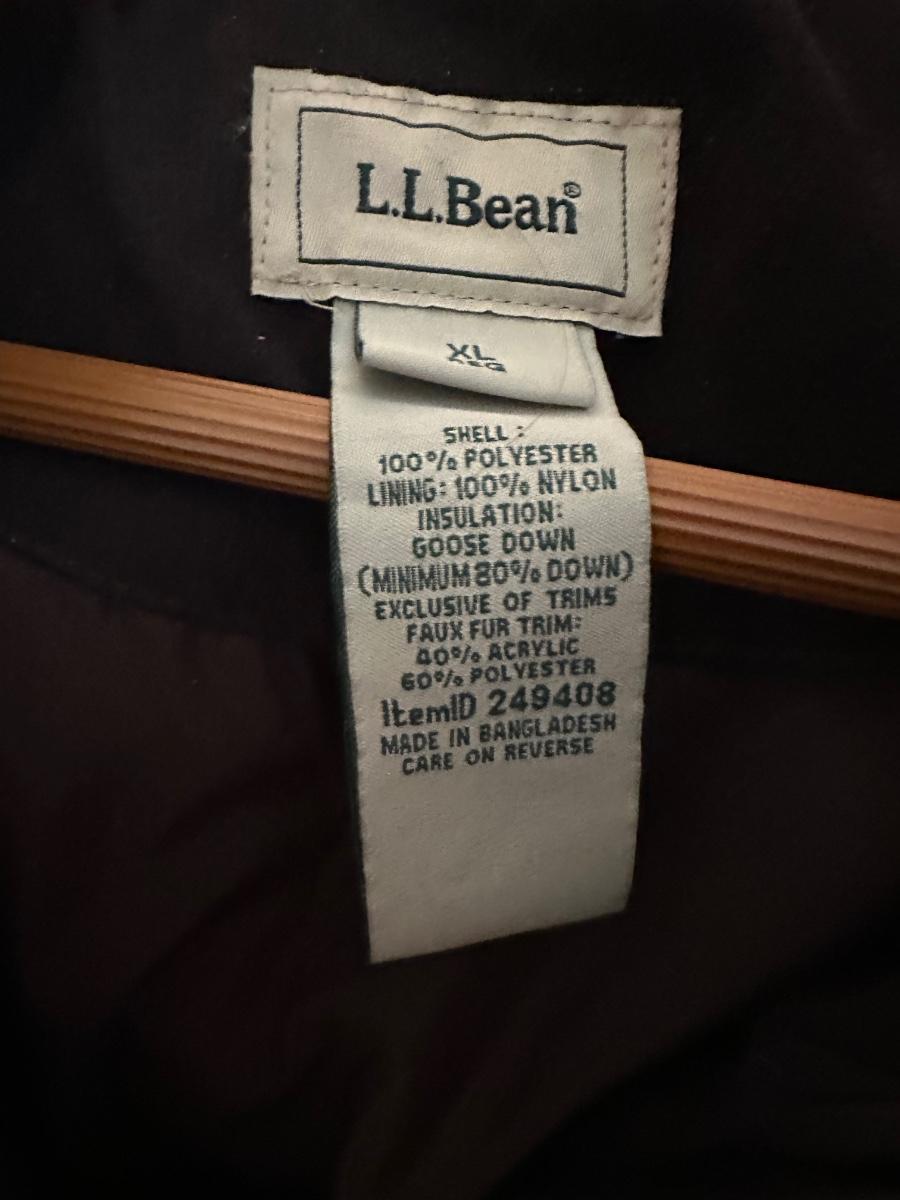 L.L.Bean®
XL
REG
SHELL :
100% POLYESTER
LINING: 100% NYLON
INSULATION:
GOOSE DOWN
(MINIMUM 80% DOWN)
EXCLUSIVE OF TRIMS
FAUX FUR TRIM:
40% ACRYLIC
60% POLYESTER
ItemID 249408
MADE IN BANGLADESH
CARE ON REVERSE